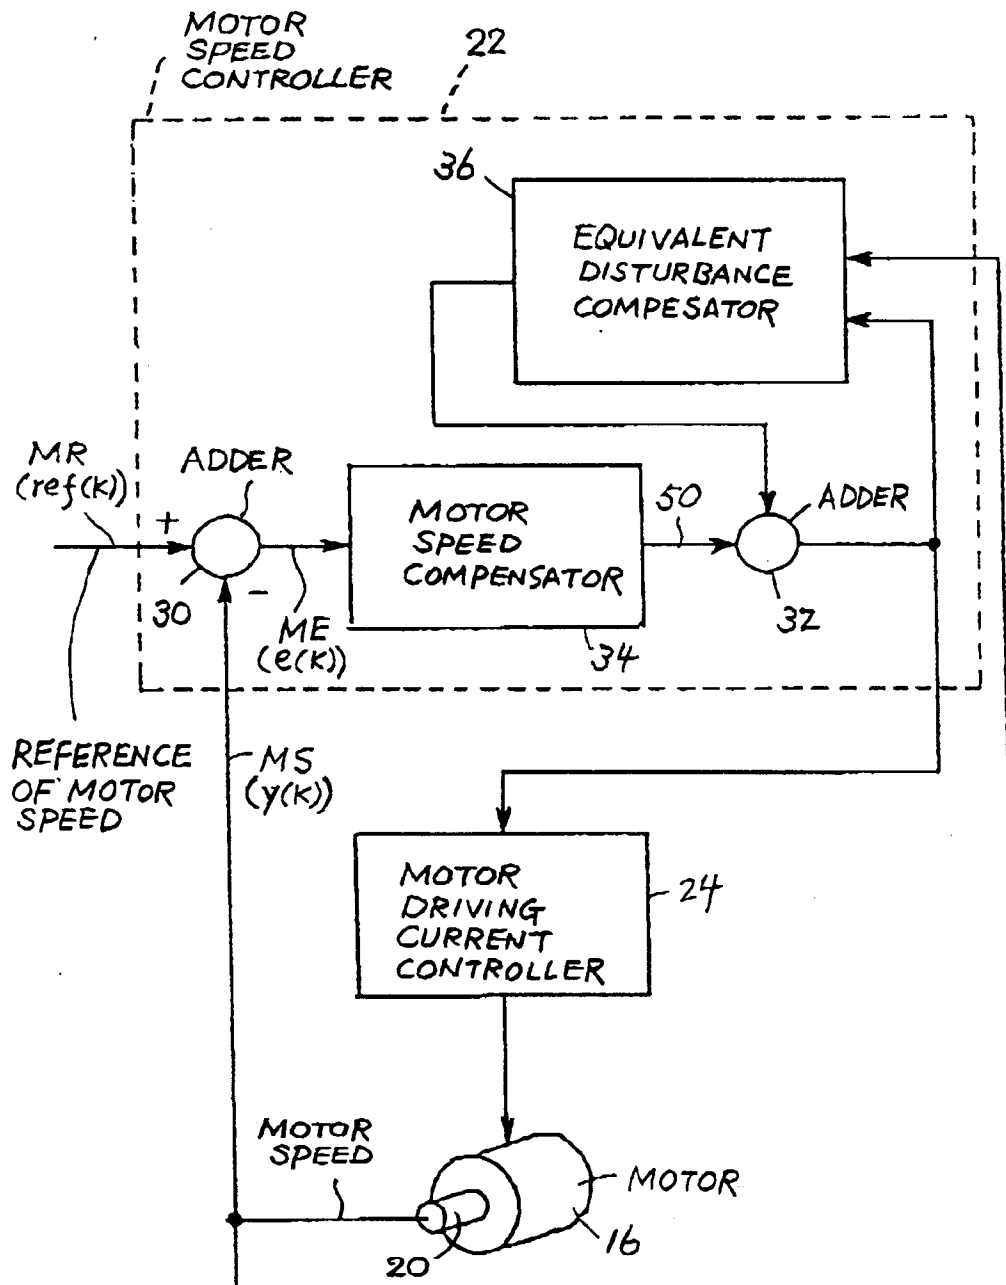 MOTOR
SPEED
CONTROLLER
22
36
EQUIVALENT
DISTURBANCE
COMPESATOR
MR
(ref(k))
ADDER
+
-
30
ME
(e(k))
MOTOR
SPEED
COMPENSATOR
34
50
ADDER
32
REFERENCE
OF MOTOR
SPEED
MS
(y(k))
MOTOR
DRIVING
CURRENT
CONTROLLER
24
MOTOR
SPEED
MOTOR
16
20